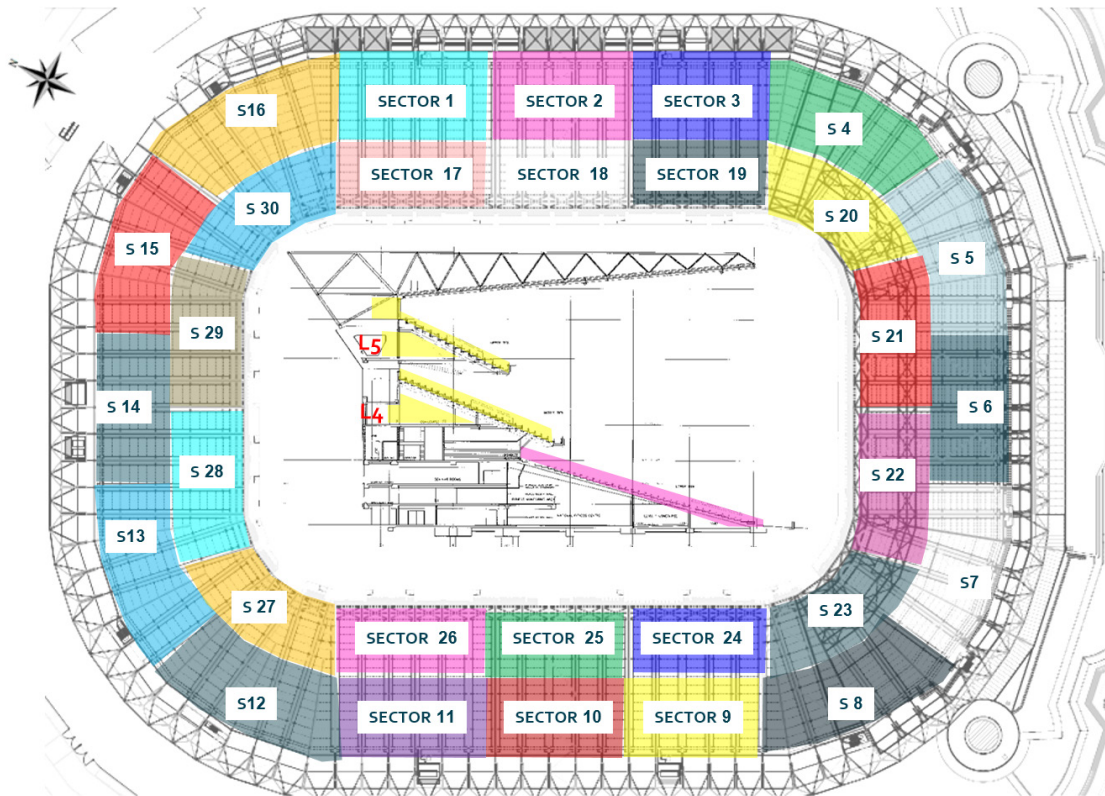 N
S16
SECTOR 1
SECTOR 2
SECTOR 3
S 4
SECTOR 17
SECTOR 18
SECTOR 19
S 30
S 20
S 15
S 5
S 29
L5
S 21
S 14
L4
S 6
S 28
S 22
S13
S7
S 27
S 23
SECTOR 26
SECTOR 25
SECTOR 24
S12
SECTOR 11
SECTOR 10
SECTOR 9
S 8